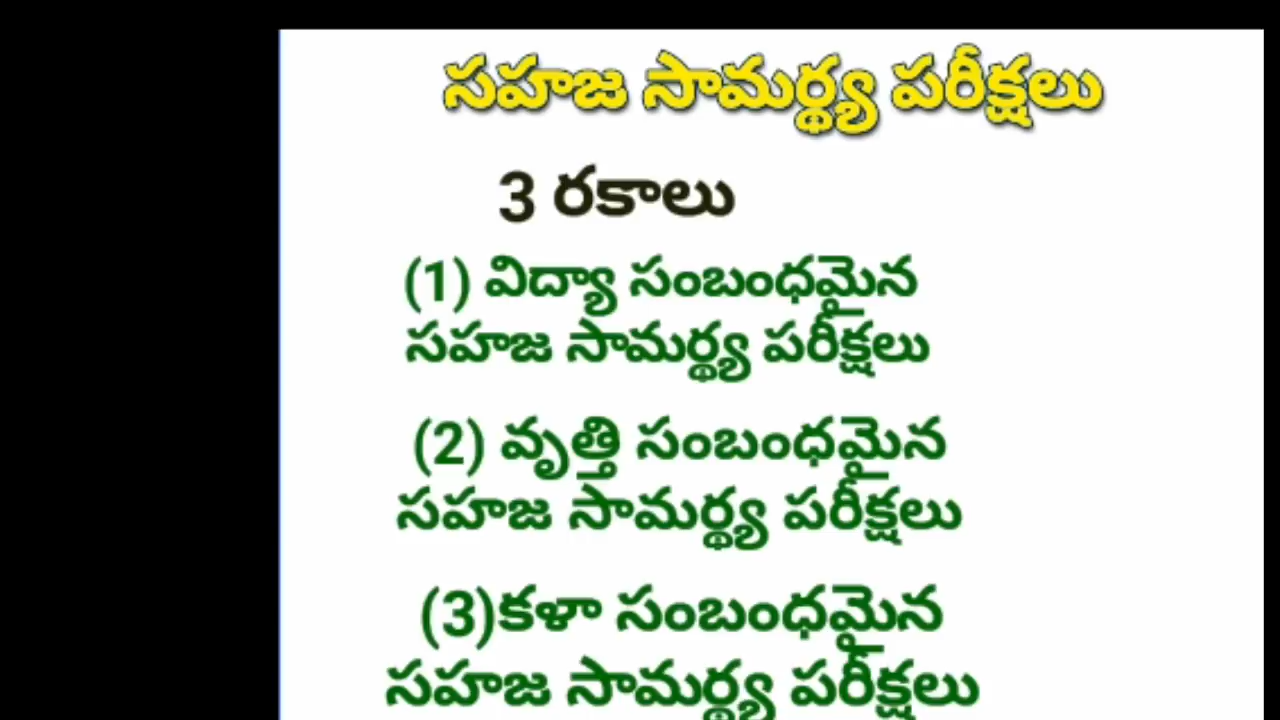 సహజ సామర్థ్య పరీక్షలు
3 రకాలు
(1) విద్యా సంబంధమైన
సహజ సామర్థ్య పరీక్షలు
(2) వృత్తి సంబంధమైన
సహజ సామర్థ్య పరీక్షలు
(3)కళా సంబంధమైన
సహజ సామర్థ్య పరీక్షలు